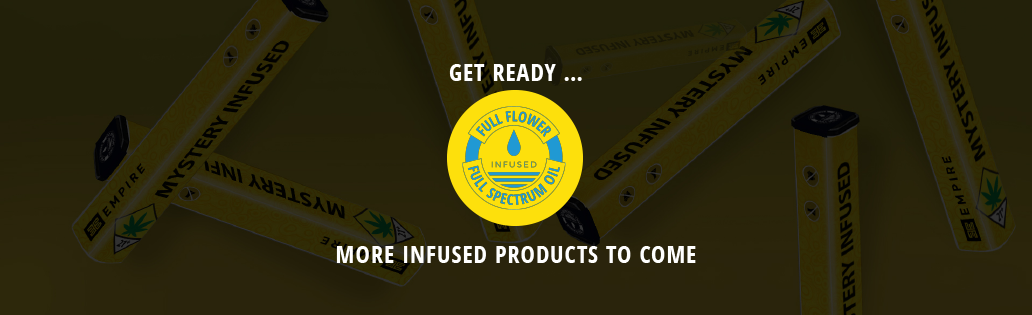 GET READY ...
FULL FLOWER
INFUSED
FULL SPECTRUM OIL
MORE INFUSED PRODUCTS TO COME
EMPIRE
MYSTERY INFUSED
MYSTERY INFUSED
EMPIRE
MYSTERY INFUSED
MYSTERY INFUSED
EMPIRE
MYSTERY INFUSED
EMPIRE